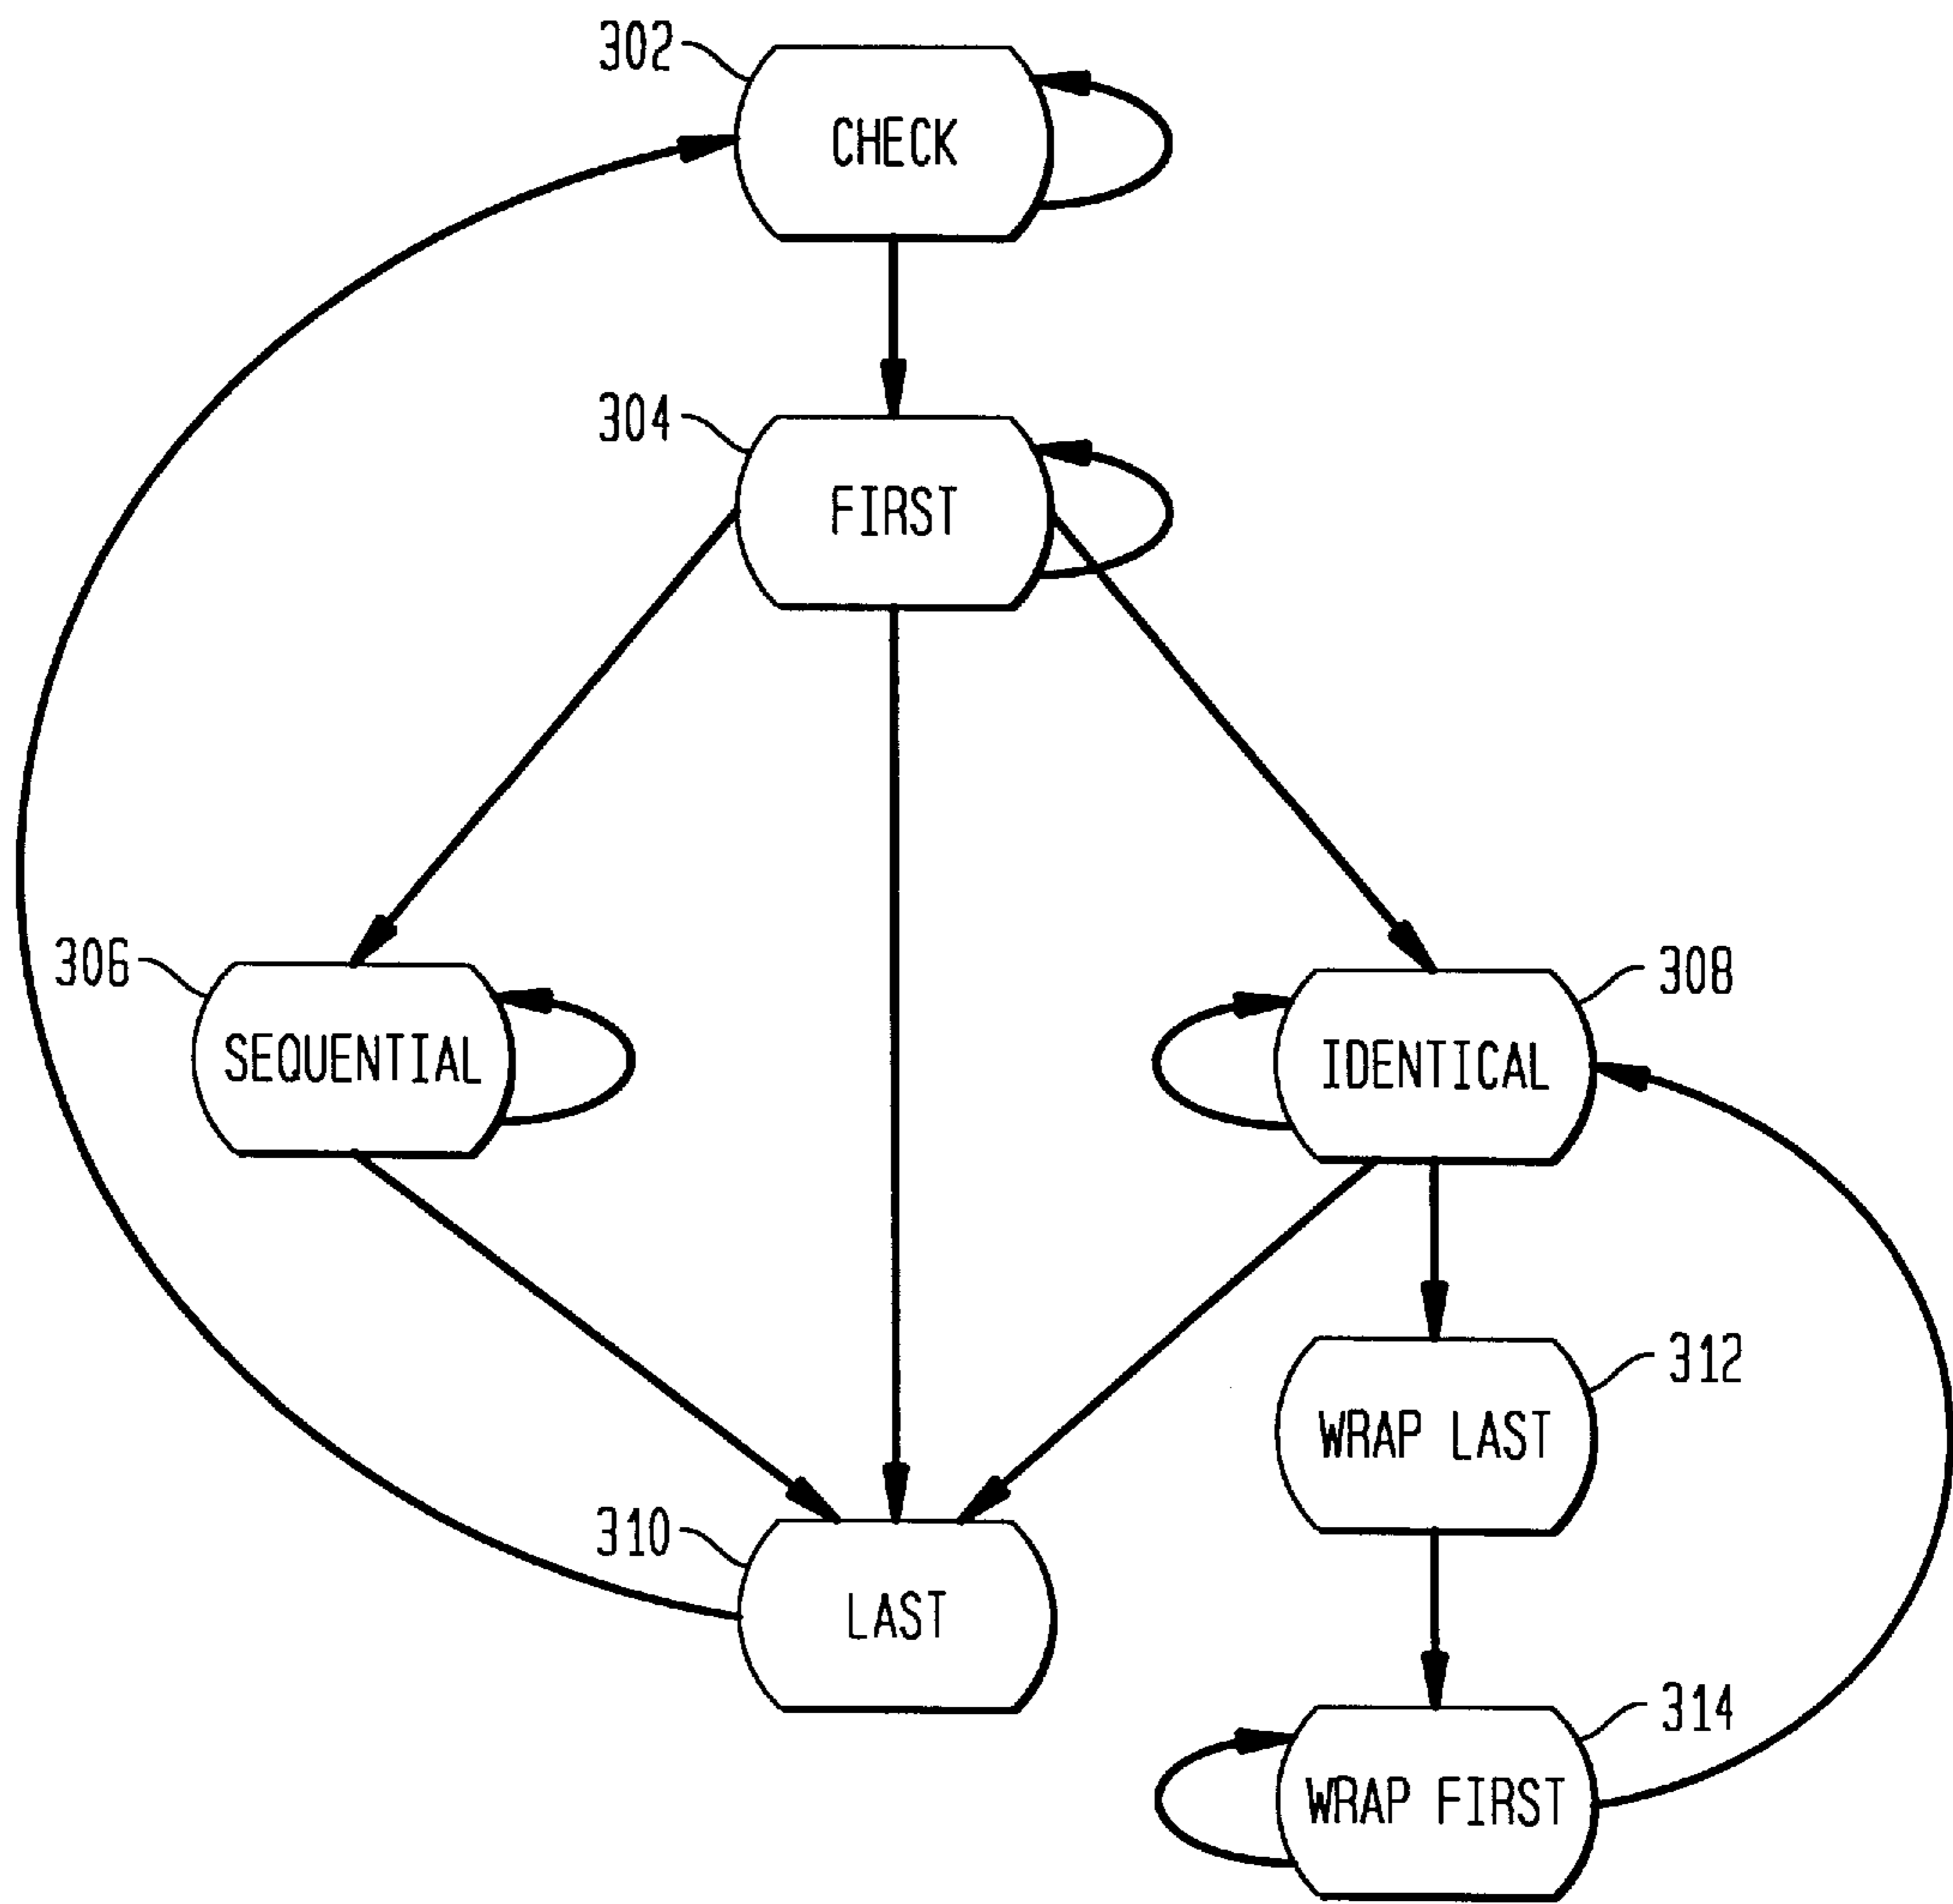 302
CHECK
304
FIRST
306
SEQUENTIAL
308
IDENTICAL
312
WRAP LAST
310
LAST
314
WRAP FIRST